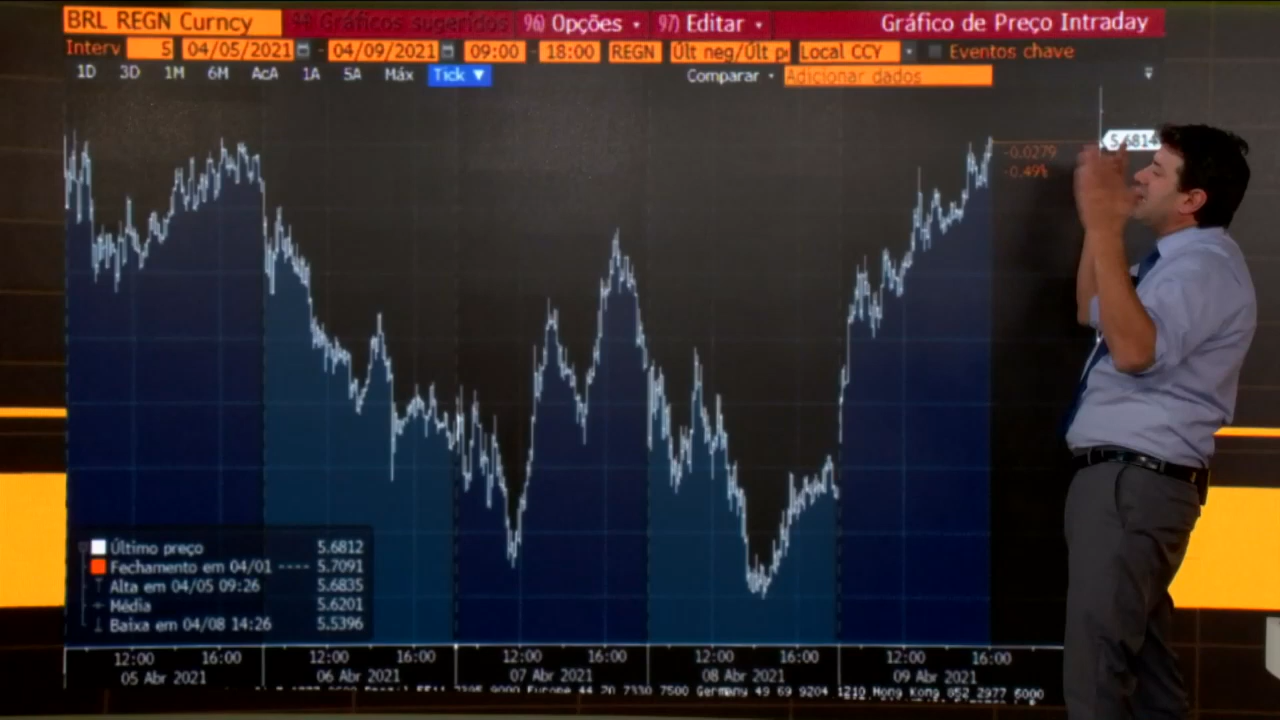 BRL REGN Curncy 94) Gráficos sugeridos 96) Opções 97) Editar Gráfico de Preço Intraday
Interv 5 04/05/2021 - 04/09/2021 09:00 - 18:00 REGN Últ neg/Últ p Local CCY Eventos chave
1D 3D 1M 6M AcA 1A 5A Máx Tick ▼ Comparar Adicionar dados
5.6814
-0.0279
-0.49%
Último preço 5.6812
Fechamento em 04/01 ---- 5.7091
Alta em 04/05 09:26 5.6835
Média 5.6201
Baixa em 04/08 14:26 5.5396
12:00 16:00 12:00 16:00 12:00 16:00 12:00 16:00 12:00 16:00
05 Abr 2021 06 Abr 2021 07 Abr 2021 08 Abr 2021 09 Abr 2021
7500 Germany 49 69 9204 1210 Hong Kong 852 2977 6000